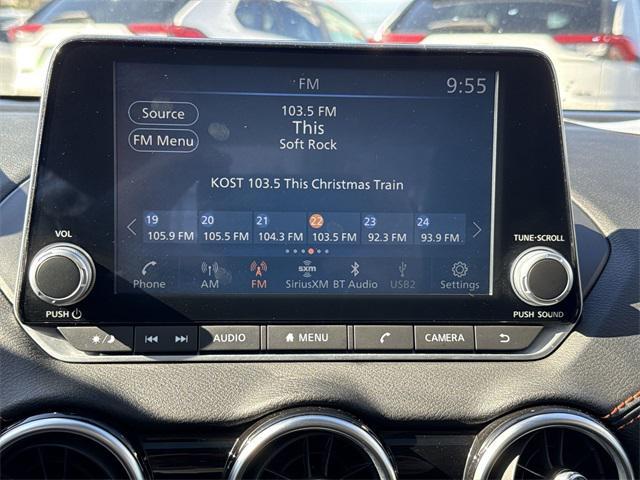 FM
9:55
Source
FM Menu
103.5 FM
This
Soft Rock
KOST 103.5 This Christmas Train
19 20 21 22 23 24
105.9 FM 105.5 FM 104.3 FM 103.5 FM 92.3 FM 93.9 FM
sxm
Phone AM FM SiriusXM BT Audio USB2 Settings
VOL
PUSH
TUNE·SCROLL
PUSH SOUND
AUDIO MENU CAMERA